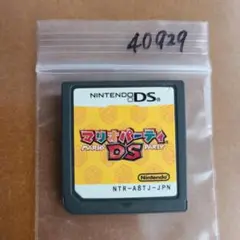 40929
NINTENDO DS
マリオパーティ
MARIO PARTY
DS
Nintendo
NTR-A8TJ-JPN